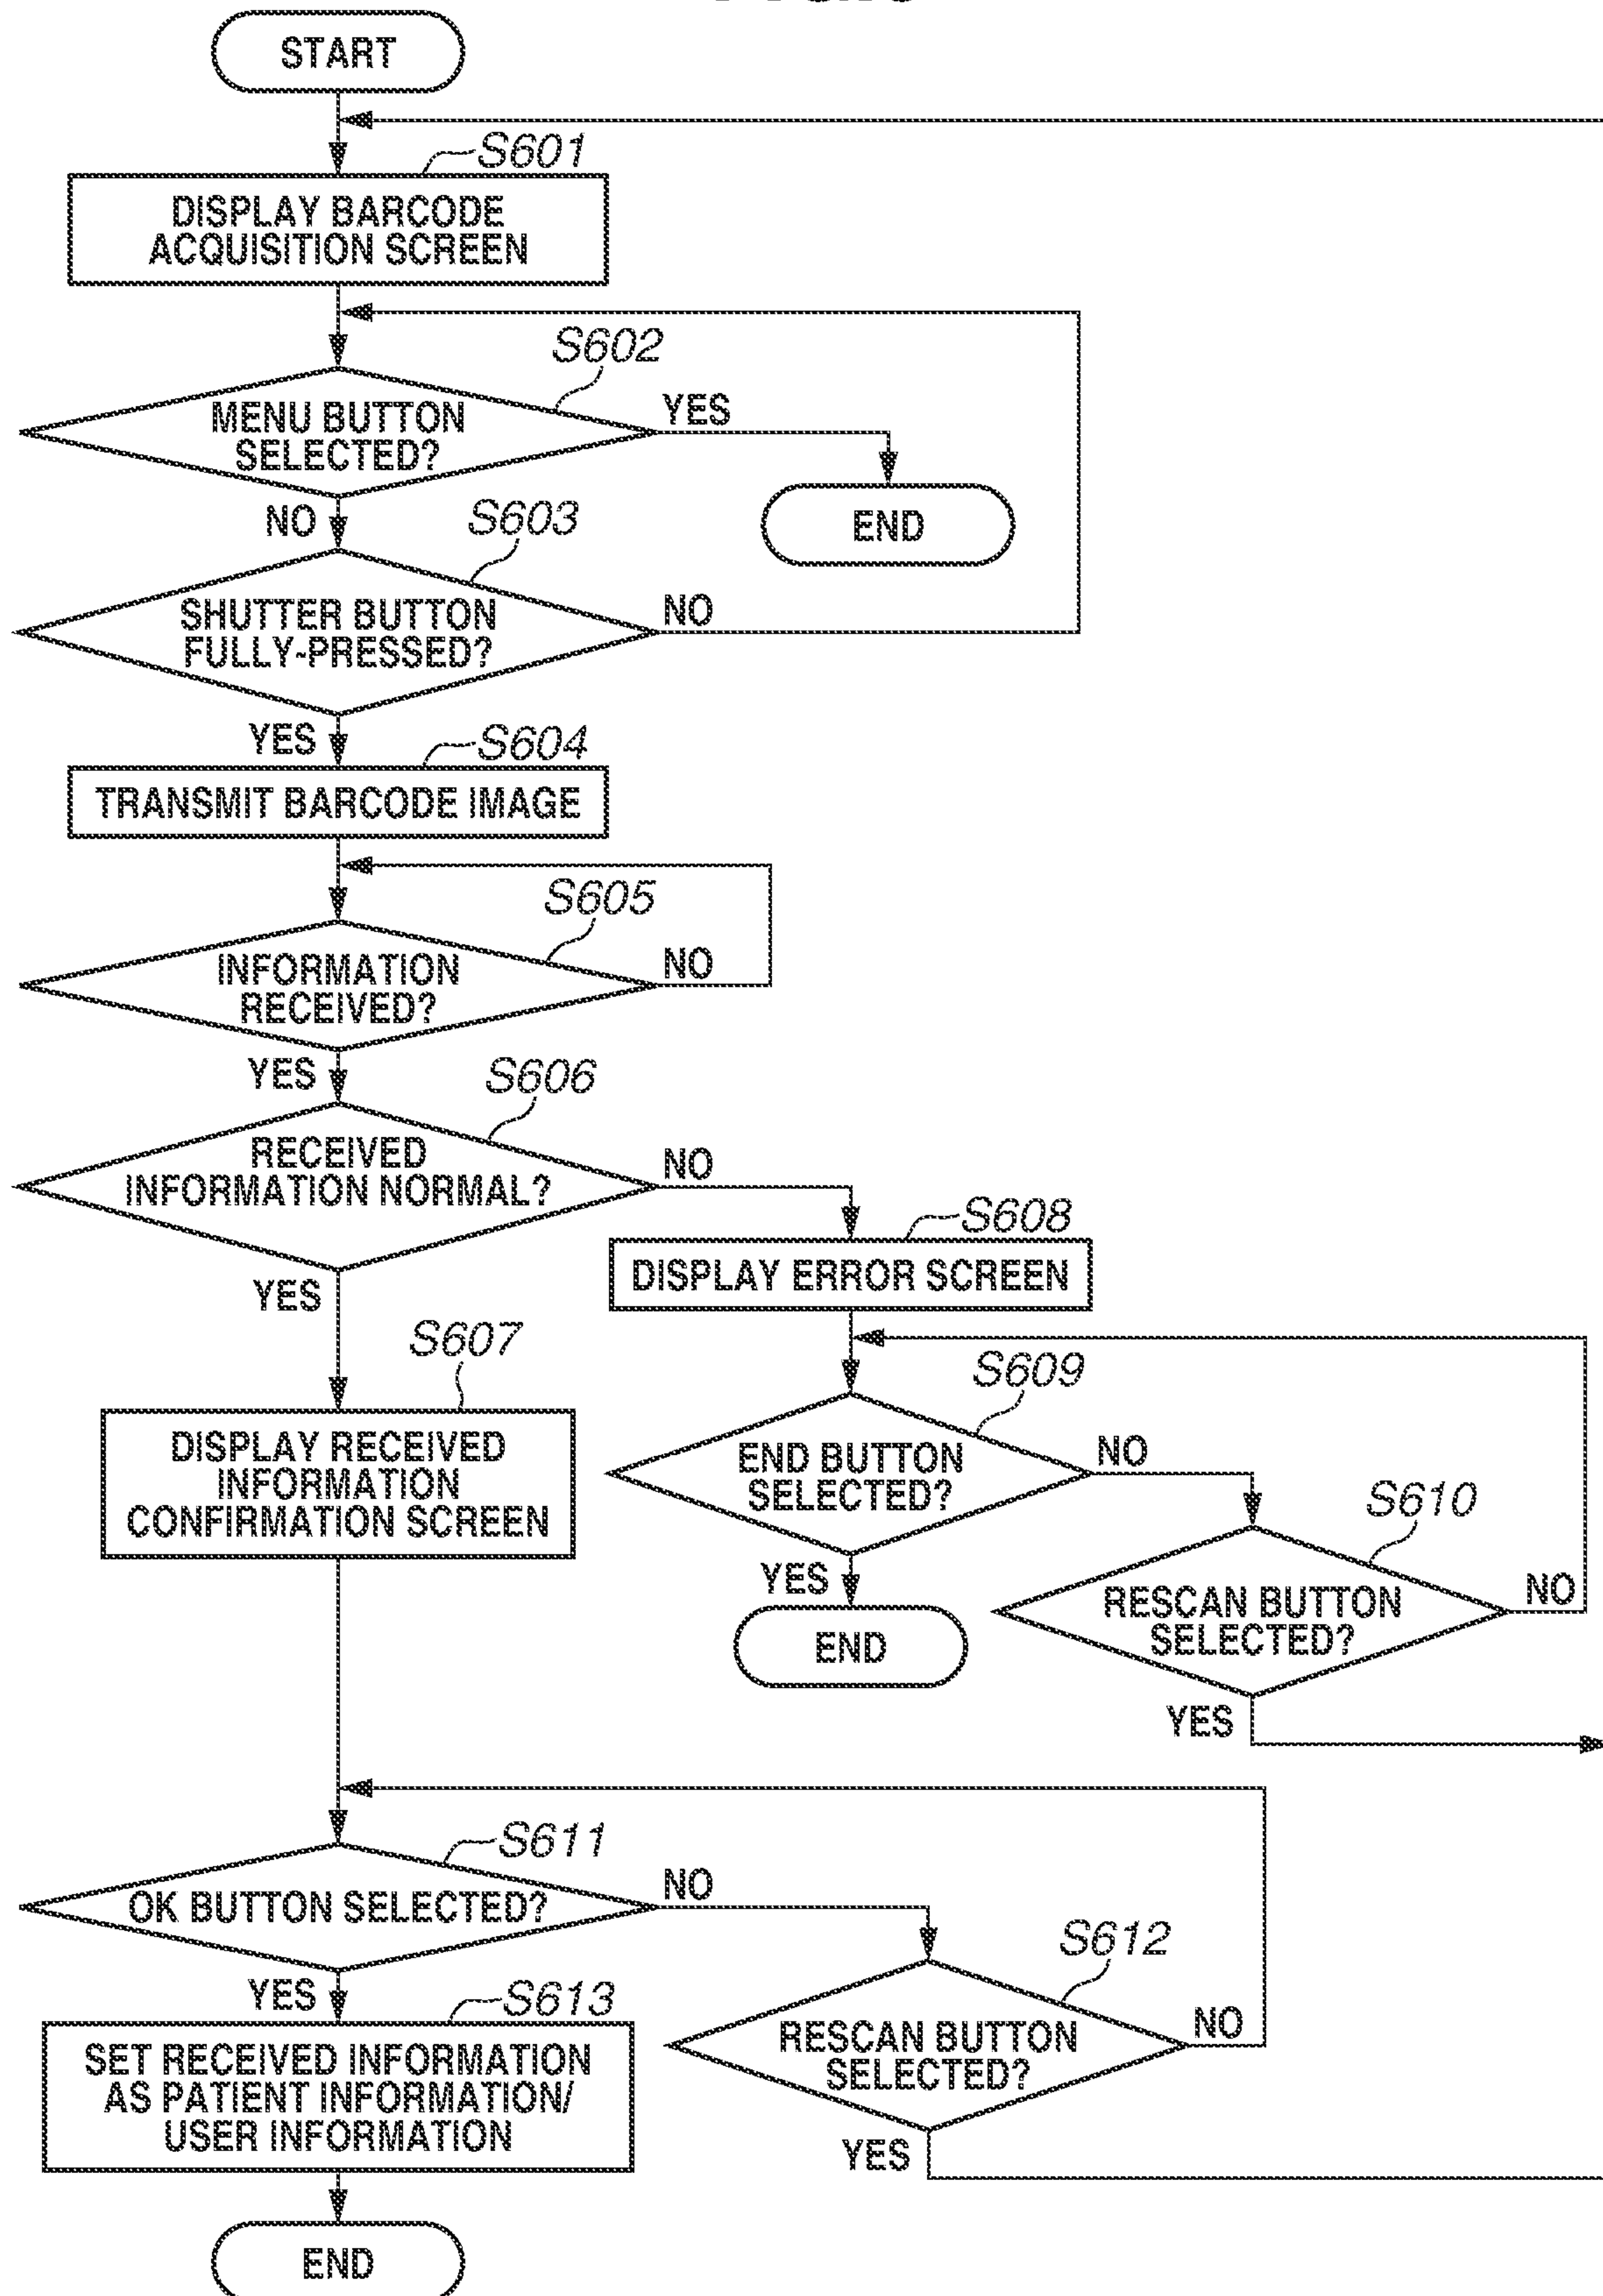 START
S601
DISPLAY BARCODE
ACQUISITION SCREEN
S602
MENU BUTTON
SELECTED?
YES
END
NO
S603
SHUTTER BUTTON
FULLY-PRESSED?
NO
YES
S604
TRANSMIT BARCODE IMAGE
S605
INFORMATION
RECEIVED?
NO
YES
S606
RECEIVED
INFORMATION NORMAL?
NO
YES
S608
DISPLAY ERROR SCREEN
S607
DISPLAY RECEIVED
INFORMATION
CONFIRMATION SCREEN
S609
END BUTTON
SELECTED?
NO
YES
END
S610
RESCAN BUTTON
SELECTED?
NO
YES
S611
OK BUTTON SELECTED?
NO
YES
S612
RESCAN BUTTON
SELECTED?
NO
YES
S613
SET RECEIVED INFORMATION
AS PATIENT INFORMATION/
USER INFORMATION
END